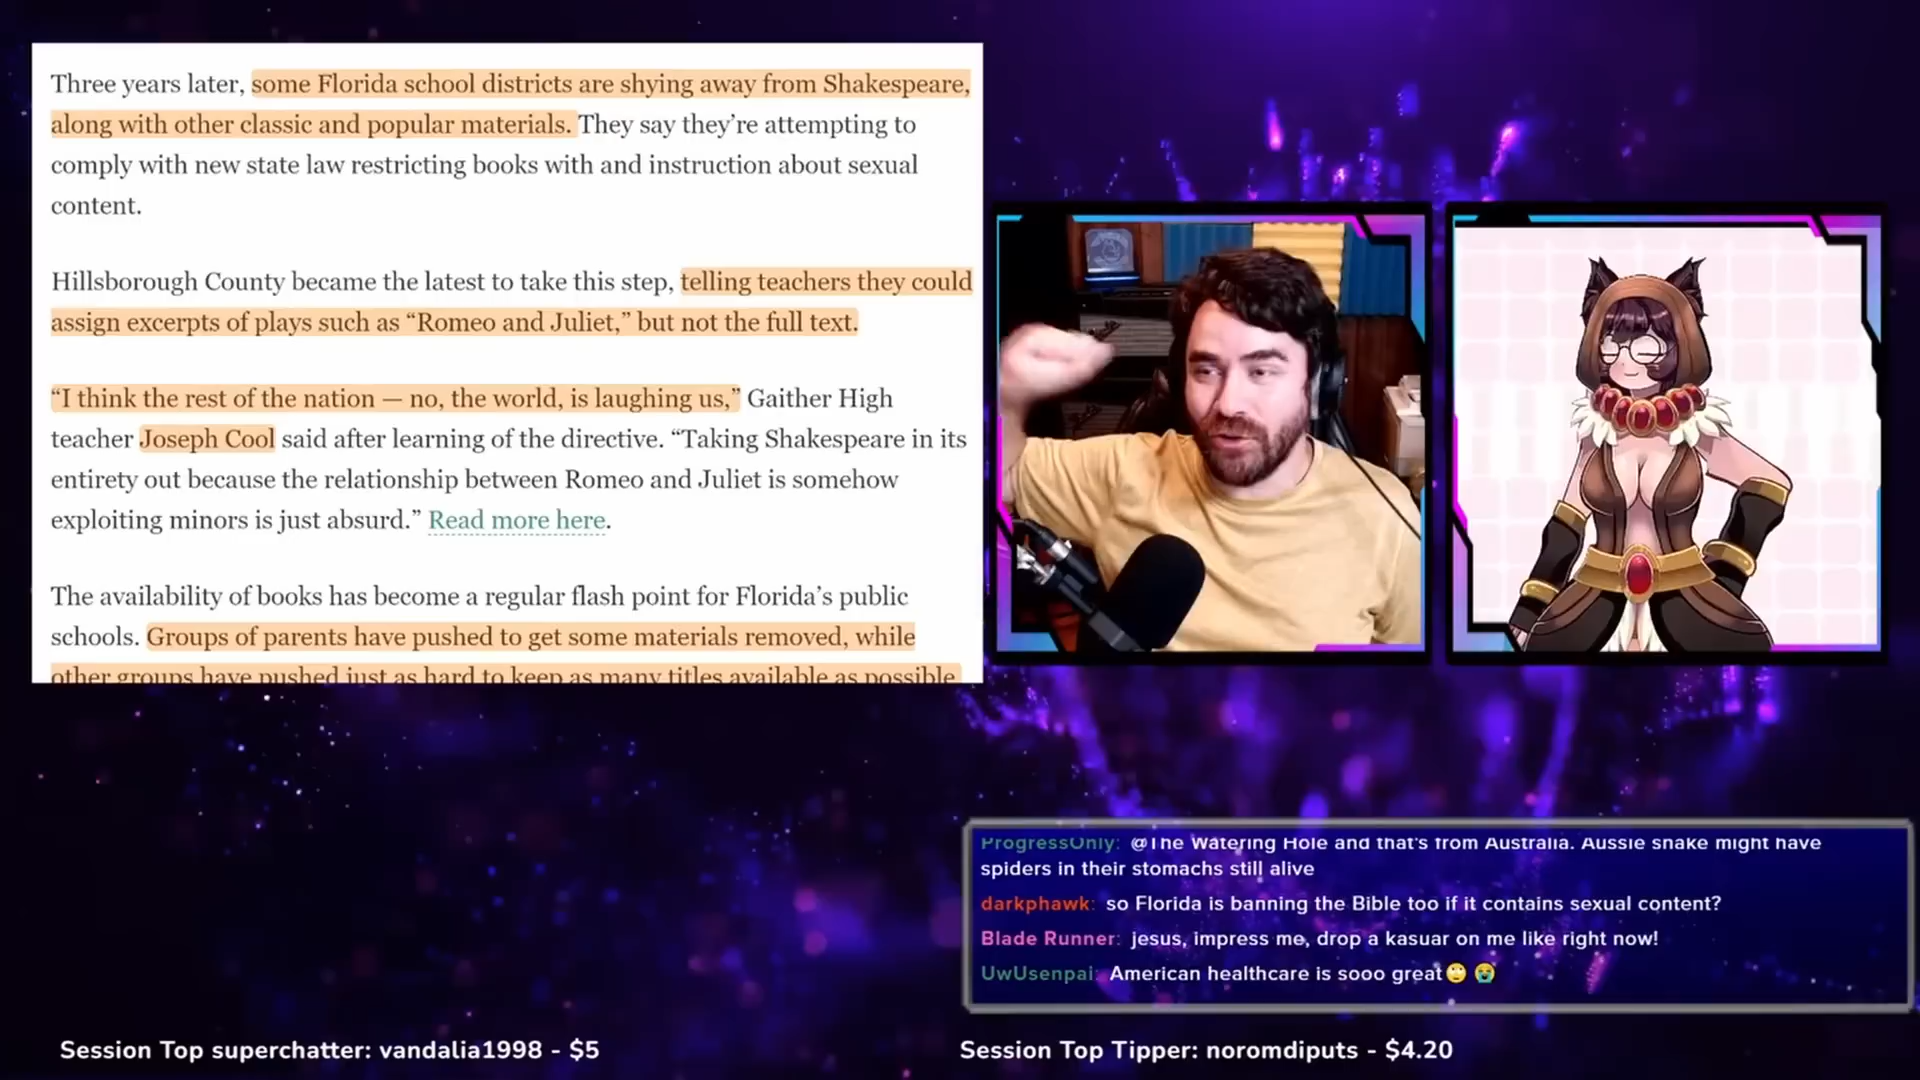 Three years later, some Florida school districts are shying away from Shakespeare,
along with other classic and popular materials. They say they’re attempting to
comply with new state law restricting books with and instruction about sexual
content.
Hillsborough County became the latest to take this step, telling teachers they could
assign excerpts of plays such as “Romeo and Juliet,” but not the full text.
“I think the rest of the nation — no, the world, is laughing us,” Gaither High
teacher Joseph Cool said after learning of the directive. “Taking Shakespeare in its
entirety out because the relationship between Romeo and Juliet is somehow
exploiting minors is just absurd.” Read more here.
The availability of books has become a regular flash point for Florida’s public
schools. Groups of parents have pushed to get some materials removed, while
other groups have pushed just as hard to keep as many titles available as possible
ProgressOnly: @The Watering Hole and that's from Australia. Aussie snake might have
spiders in their stomachs still alive
darkphawk: so Florida is banning the Bible too if it contains sexual content?
Blade Runner: jesus, impress me, drop a kasuar on me like right now!
UwUsenpai: American healthcare is sooo great🙄 😭
Session Top superchatter: vandalia1998 - $5
Session Top Tipper: noromdiputs - $4.20